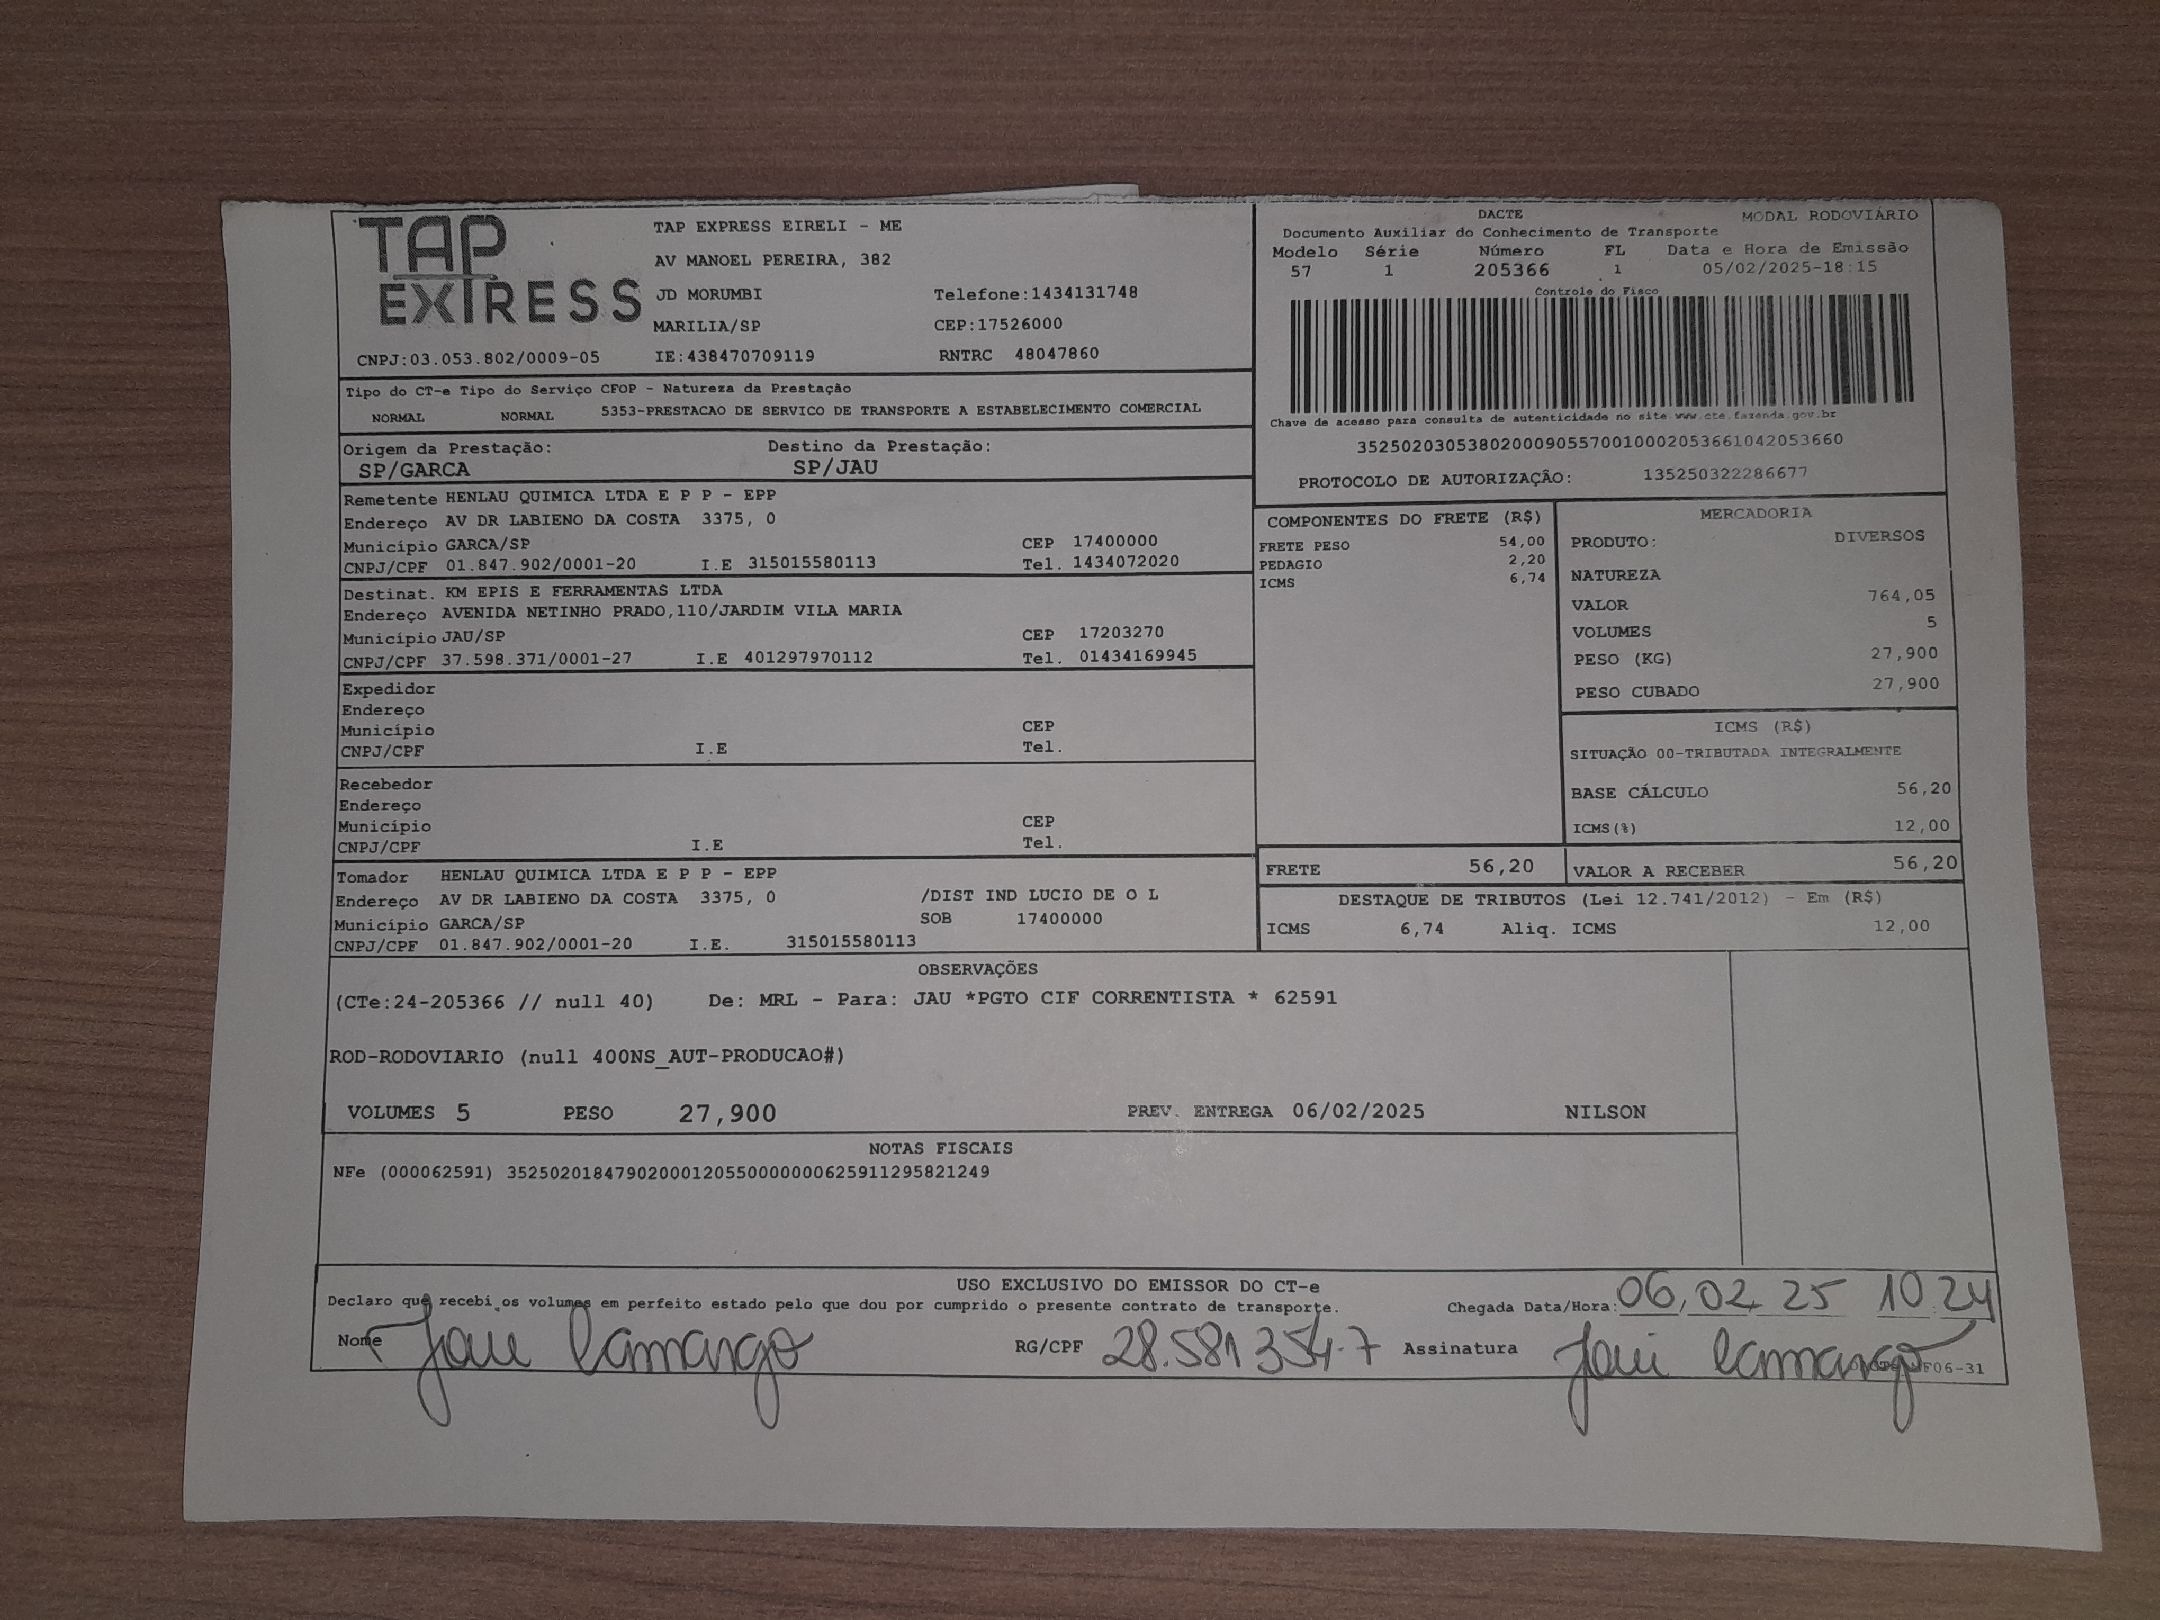 TAP EXPRESS
TAP EXPRESS EIRELI - ME
AV MANOEL PEREIRA, 382
JD MORUMBI Telefone:1434131748
MARILIA/SP CEP:17526000
CNPJ:03.053.802/0009-05 IE:438470709119 RNTRC 48047860
DACTE MODAL RODOVIÁRIO
Documento Auxiliar do Conhecimento de Transporte
Modelo Série Número FL Data e Hora de Emissão
57 1 205366 1 05/02/2025-18:15
Controle do Fisco
Chave de acesso para consulta de autenticidade no site www.cte.fazenda.gov.br
35250203053802000905570010002053661042053660
PROTOCOLO DE AUTORIZAÇÃO: 135250322286677
Tipo do CT-e Tipo do Serviço CFOP - Natureza da Prestação
NORMAL NORMAL 5353-PRESTACAO DE SERVICO DE TRANSPORTE A ESTABELECIMENTO COMERCIAL
Origem da Prestação: Destino da Prestação:
SP/GARCA SP/JAU
Remetente HENLAU QUIMICA LTDA E P P - EPP
Endereço AV DR LABIENO DA COSTA 3375, 0
Município GARCA/SP CEP 17400000
CNPJ/CPF 01.847.902/0001-20 I.E 315015580113 Tel. 1434072020
Destinat. KM EPIS E FERRAMENTAS LTDA
Endereço AVENIDA NETINHO PRADO,110/JARDIM VILA MARIA
Município JAU/SP CEP 17203270
CNPJ/CPF 37.598.371/0001-27 I.E 401297970112 Tel. 01434169945
Expedidor
Endereço
Município CEP
CNPJ/CPF I.E Tel.
Recebedor
Endereço
Município CEP
CNPJ/CPF I.E Tel.
Tomador HENLAU QUIMICA LTDA E P P - EPP
Endereço AV DR LABIENO DA COSTA 3375, 0 /DIST IND LUCIO DE O L
Município GARCA/SP SOB 17400000
CNPJ/CPF 01.847.902/0001-20 I.E. 315015580113
COMPONENTES DO FRETE (R$)
FRETE PESO 54,00
PEDAGIO 2,20
ICMS 6,74
MERCADORIA
PRODUTO: DIVERSOS
NATUREZA
VALOR 764,05
VOLUMES 5
PESO (KG) 27,900
PESO CUBADO 27,900
ICMS (R$)
SITUAÇÃO 00-TRIBUTADA INTEGRALMENTE
BASE CÁLCULO 56,20
ICMS(%) 12,00
FRETE 56,20 VALOR A RECEBER 56,20
DESTAQUE DE TRIBUTOS (Lei 12.741/2012) - Em (R$)
ICMS 6,74 Aliq. ICMS 12,00
OBSERVAÇÕES
(CTe:24-205366 // null 40) De: MRL - Para: JAU *PGTO CIF CORRENTISTA * 62591
ROD-RODOVIARIO (null 400NS_AUT-PRODUCAO#)
VOLUMES 5 PESO 27,900 PREV. ENTREGA 06/02/2025 NILSON
NOTAS FISCAIS
NFe (000062591) 35250201847902000120550000000625911295821249
USO EXCLUSIVO DO EMISSOR DO CT-e
Declaro que recebi os volumes em perfeito estado pelo que dou por cumprido o presente contrato de transporte. Chegada Data/Hora: 06,02 25 10 24
Nome Camargo RG/CPF 28.581354-7 Assinatura Camargo